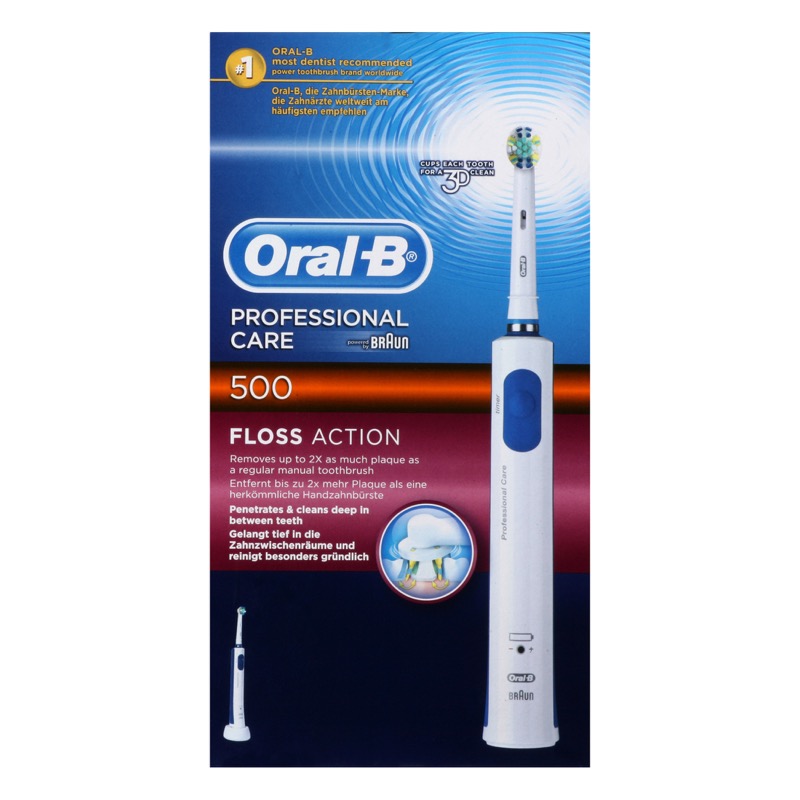 #1
ORAL-B
most dentist recommended
power toothbrush brand worldwide
Oral-B, die Zahnbürsten-Marke,
die Zahnärzte weltweit am
häufigsten empfehlen
CUPS EACH TOOTH
FOR A 3D CLEAN
Oral-B®
PROFESSIONAL
CARE
powered by BRAUN
500
FLOSS ACTION
Removes up to 2X as much plaque as
a regular manual toothbrush
Entfernt bis zu 2x mehr Plaque als eine
herkömmliche Handzahnbürste
Penetrates & cleans deep in
between teeth
Gelangt tief in die
Zahnzwischenräume und
reinigt besonders gründlich
Oral-B
timer
Professional Care
- +
Oral-B
BRAUN